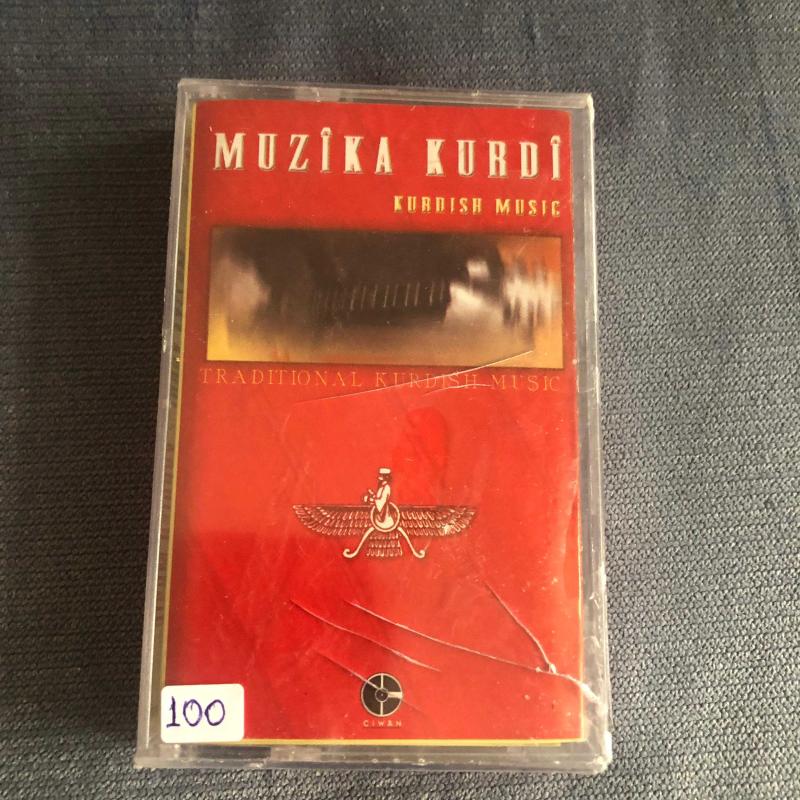 MUZÎKA KURDÎ
KURDISH MUSIC
TRADITIONAL KURDISH MUSIC
CIWAN
100